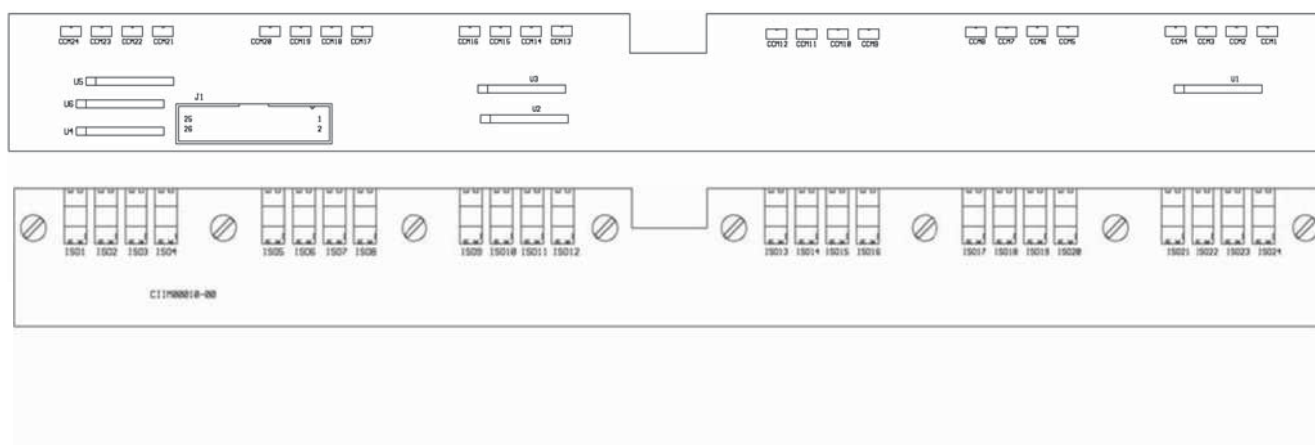 CCM24 CCM23 CCM22 CCM21 CCM20 CCM19 CCM18 CCM17 CCM16 CCM15 CCM14 CCM13 CCM12 CCM11 CCM10 CCM9 CCM8 CCM7 CCM6 CCM5 CCM4 CCM3 CCM2 CCM1
U5 U3 U1
U6 J1
25 1 U2
26 2
U4
ISO1 ISO2 ISO3 ISO4 ISO5 ISO6 ISO7 ISO8 ISO9 ISO10 ISO11 ISO12 ISO13 ISO14 ISO15 ISO16 ISO17 ISO18 ISO19 ISO20 ISO21 ISO22 ISO23 ISO24
CIIM00010-00